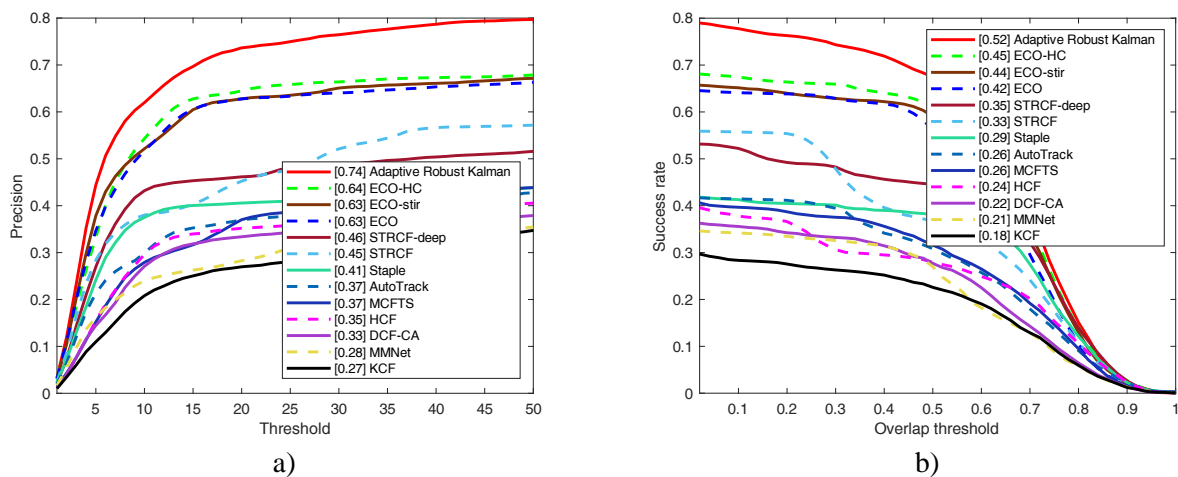 0.8
0.7
0.6
0.5
0.4
0.3
0.2
0.1
0
Precision
[0.74] Adaptive Robust Kalman
[0.64] ECO-HC
[0.63] ECO-stir
[0.63] ECO
[0.46] STRCF-deep
[0.45] STRCF
[0.41] Staple
[0.37] AutoTrack
[0.37] MCFTS
[0.35] HCF
[0.33] DCF-CA
[0.28] MMNet
[0.27] KCF
5 10 15 20 25 30 35 40 45 50
Threshold
a)
0.8
0.7
0.6
0.5
0.4
0.3
0.2
0.1
0
Success rate
[0.52] Adaptive Robust Kalman
[0.45] ECO-HC
[0.44] ECO-stir
[0.42] ECO
[0.35] STRCF-deep
[0.33] STRCF
[0.29] Staple
[0.26] AutoTrack
[0.26] MCFTS
[0.24] HCF
[0.22] DCF-CA
[0.21] MMNet
[0.18] KCF
0.1 0.2 0.3 0.4 0.5 0.6 0.7 0.8 0.9 1
Overlap threshold
b)